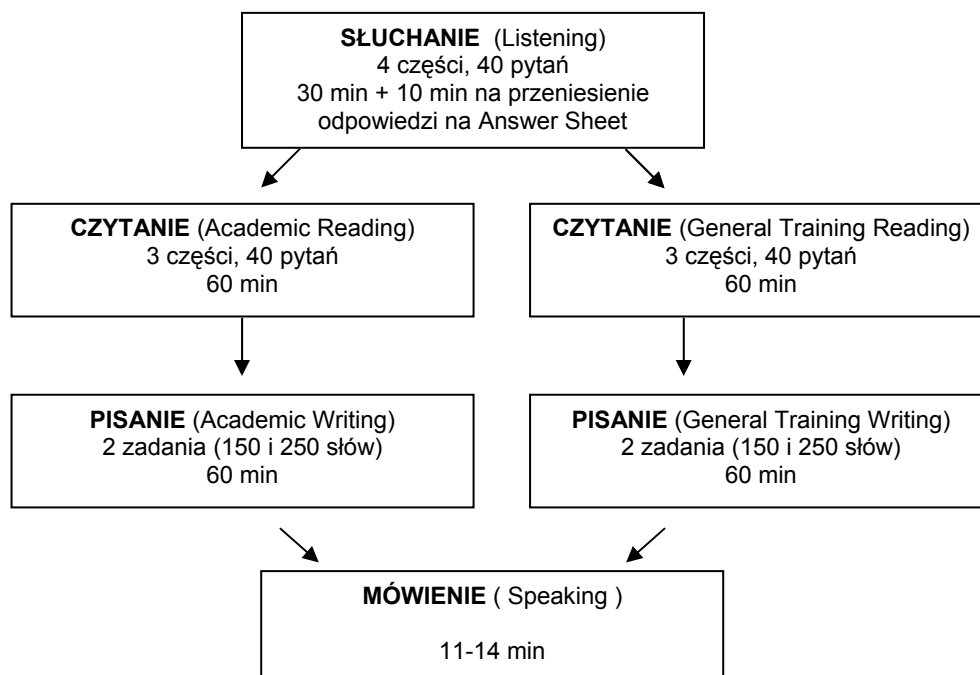 SŁUCHANIE (Listening)
4 części, 40 pytań
30 min + 10 min na przeniesienie
odpowiedzi na Answer Sheet
CZYTANIE (Academic Reading)
3 części, 40 pytań
60 min
CZYTANIE (General Training Reading)
3 części, 40 pytań
60 min
PISANIE (Academic Writing)
2 zadania (150 i 250 słów)
60 min
PISANIE (General Training Writing)
2 zadania (150 i 250 słów)
60 min
MÓWIENIE ( Speaking )
11-14 min